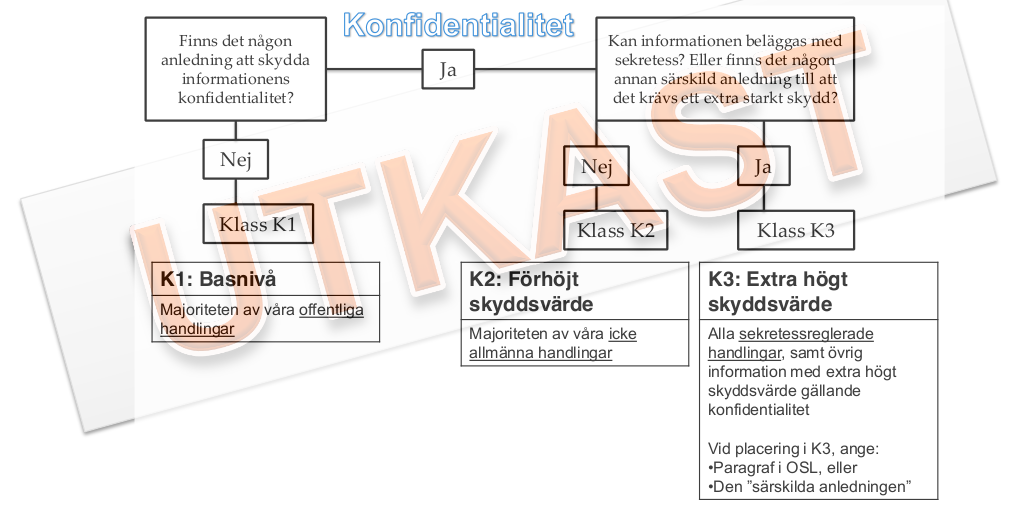 Konfidentialitet
Finns det någon
anledning att skydda
informationens
konfidentialitet?
Ja
Kan informationen beläggas med
sekretess? Eller finns det någon
annan särskild anledning till att
det krävs ett extra starkt skydd?
Nej
Nej
Ja
Klass K1
Klass K2
Klass K3
UTKAST
K1: Basnivå
Majoriteten av våra offentliga
handlingar
K2: Förhöjt
skyddsvärde
Majoriteten av våra icke
allmänna handlingar
K3: Extra högt
skyddsvärde
Alla sekretessreglerade
handlingar, samt övrig
information med extra högt
skyddsvärde gällande
konfidentialitet
Vid placering i K3, ange:
•Paragraf i OSL, eller
•Den ”särskilda anledningen”